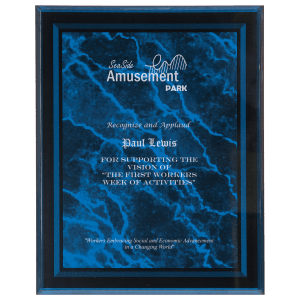 SeaSide
Amusement
PARK
Recognize and Applaud
Paul Lewis
FOR SUPPORTING THE
VISION OF
"THE FIRST WORKERS
WEEK OF ACTIVITIES"
"Workers Embracing Social and Economic Advancement
in a Changing World"